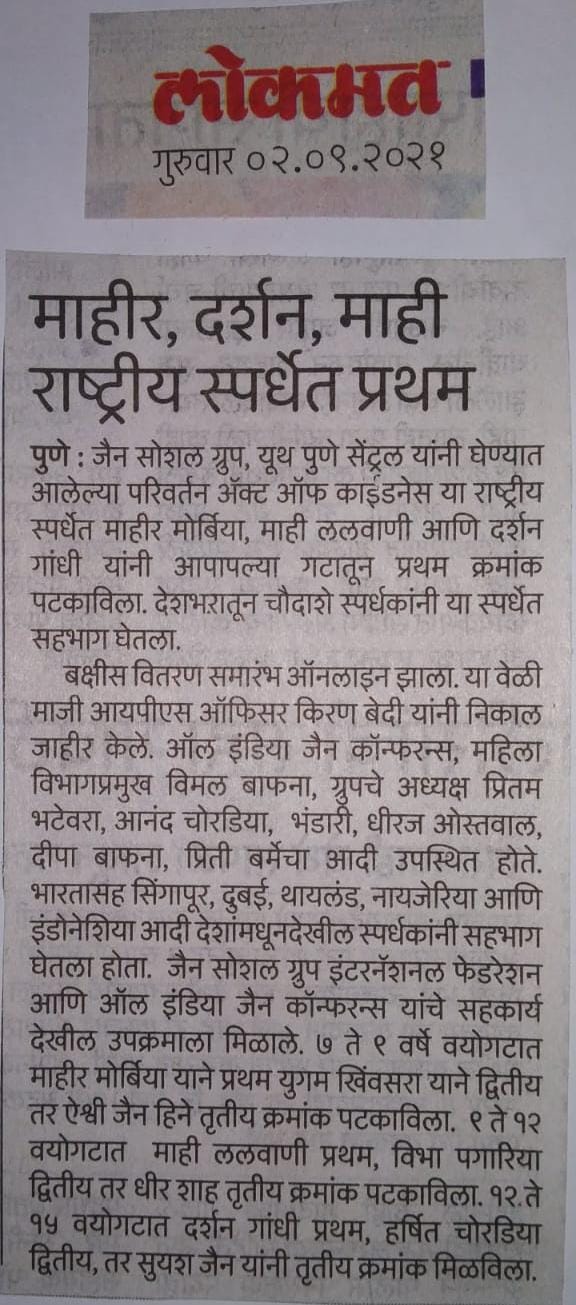 लोकमत
गुरुवार ०२.०९.२०२१
माहीर, दर्शन, माही
राष्ट्रीय स्पर्धेत प्रथम
पुणे : जैन सोशल ग्रुप, यूथ पुणे सेंट्रल यांनी घेण्यात
आलेल्या परिवर्तन ॲक्ट ऑफ काईंडनेस या राष्ट्रीय
स्पर्धेत माहीर मोर्बिया, माही ललवाणी आणि दर्शन
गांधी यांनी आपापल्या गटातून प्रथम क्रमांक
पटकाविला. देशभरातून चौदाशे स्पर्धकांनी या स्पर्धेत
सहभाग घेतला.
बक्षीस वितरण समारंभ ऑनलाइन झाला. या वेळी
माजी आयपीएस ऑफिसर किरण बेदी यांनी निकाल
जाहीर केले. ऑल इंडिया जैन कॉन्फरन्स, महिला
विभागप्रमुख विमल बाफना, ग्रुपचे अध्यक्ष प्रितम
भटेवरा, आनंद चोरडिया, भंडारी, धीरज ओस्तवाल,
दीपा बाफना, प्रिती बर्मेचा आदी उपस्थित होते.
भारतासह सिंगापूर, दुबई, थायलंड, नायजेरिया आणि
इंडोनेशिया आदी देशांमधूनदेखील स्पर्धकांनी सहभाग
घेतला होता. जैन सोशल ग्रुप इंटरनॅशनल फेडरेशन
आणि ऑल इंडिया जैन कॉन्फरन्स यांचे सहकार्य
देखील उपक्रमाला मिळाले. ७ ते ९ वर्षे वयोगटात
माहीर मोर्बिया याने प्रथम युगम खिंवसरा याने द्वितीय
तर ऐश्वी जैन हिने तृतीय क्रमांक पटकाविला. ९ ते १२
वयोगटात माही ललवाणी प्रथम, विभा पगारिया
द्वितीय तर धीर शाह तृतीय क्रमांक पटकाविला. १२ ते
१५ वयोगटात दर्शन गांधी प्रथम, हर्षित चोरडिया
द्वितीय, तर सुयश जैन यांनी तृतीय क्रमांक मिळविला.